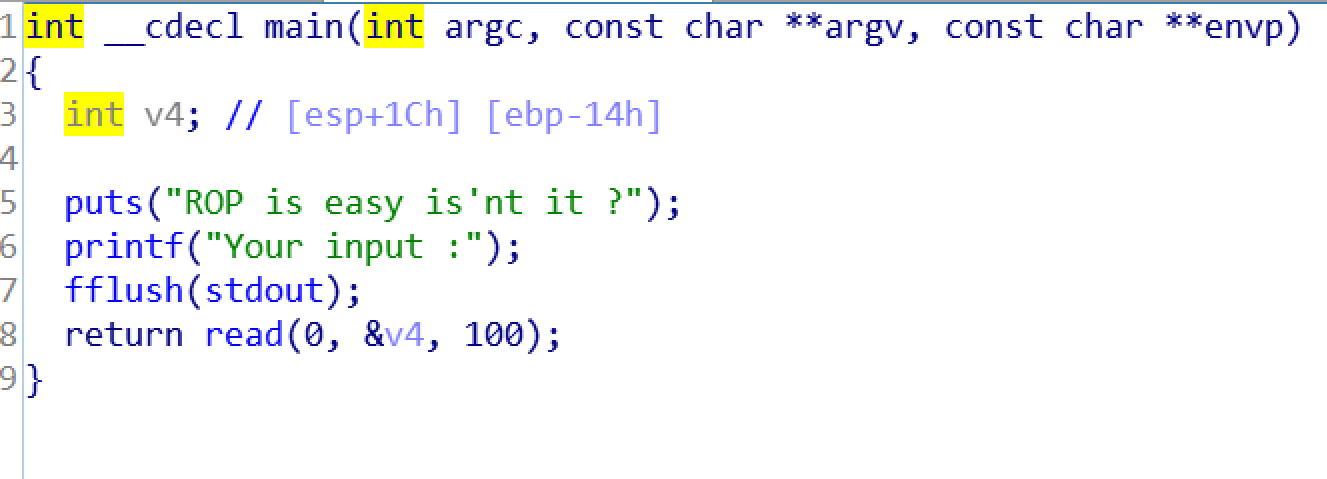 1 int __cdecl main(int argc, const char **argv, const char **envp)
2 {
3 int v4; // [esp+1Ch] [ebp-14h]
4
5 puts("ROP is easy is'nt it ?");
6 printf("Your input :");
7 fflush(stdout);
8 return read(0, &v4, 100);
9 }